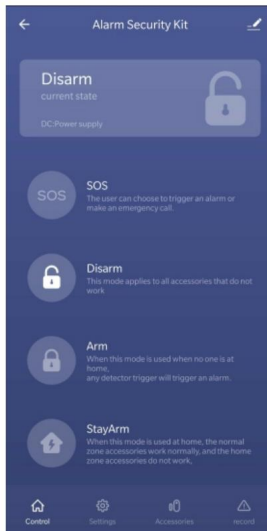 Alarm Security Kit
Disarm
current state
DC:Power supply
SOS
SOS
The user can choose to trigger an alarm or
make an emergency call.
Disarm
This mode applies to all accessories that do not
work
Arm
When this mode is used when no one is at
home,
any detector trigger will trigger an alarm.
StayArm
When this mode is used at home, the normal
zone accessories work normally, and the home
zone accessories do not work,
Control
Settings
Accessories
record